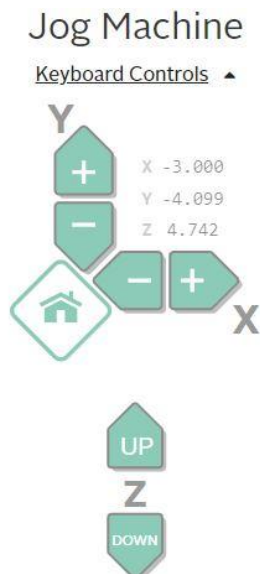 Jog Machine
Keyboard Controls
Y
+
X -3.000
Y -4.099
−
Z 4.742
− +
X
UP
Z
DOWN